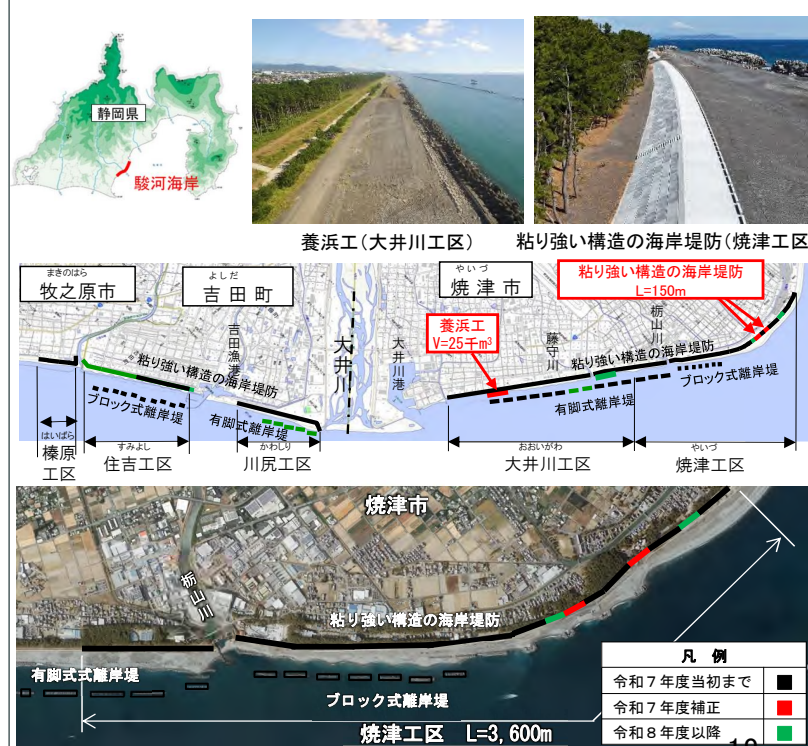 静岡県
駿河海岸
養浜工(大井川工区)
粘り強い構造の海岸堤防(焼津工区
まきのはら
牧之原市
よしだ
吉田町
やいづ
焼津市
粘り強い構造の海岸堤防
L=150m
養浜工
V=25千m³
吉田漁港
大井川
大井川港
藤守川
栃山川
粘り強い構造の海岸堤防
粘り強い構造の海岸堤防
ブロック式離岸堤
有脚式離岸堤
有脚式離岸堤
ブロック式離岸堤
はいばら
榛原
工区
すみよし
住吉工区
かわしり
川尻工区
おおいがわ
大井川工区
やいづ
焼津工区
焼津市
栃山川
粘り強い構造の海岸堤防
有脚式式離岸堤
ブロック式離岸堤
焼津工区 L=3,600m
凡 例
令和7年度当初まで
令和7年度補正
令和8年度以降